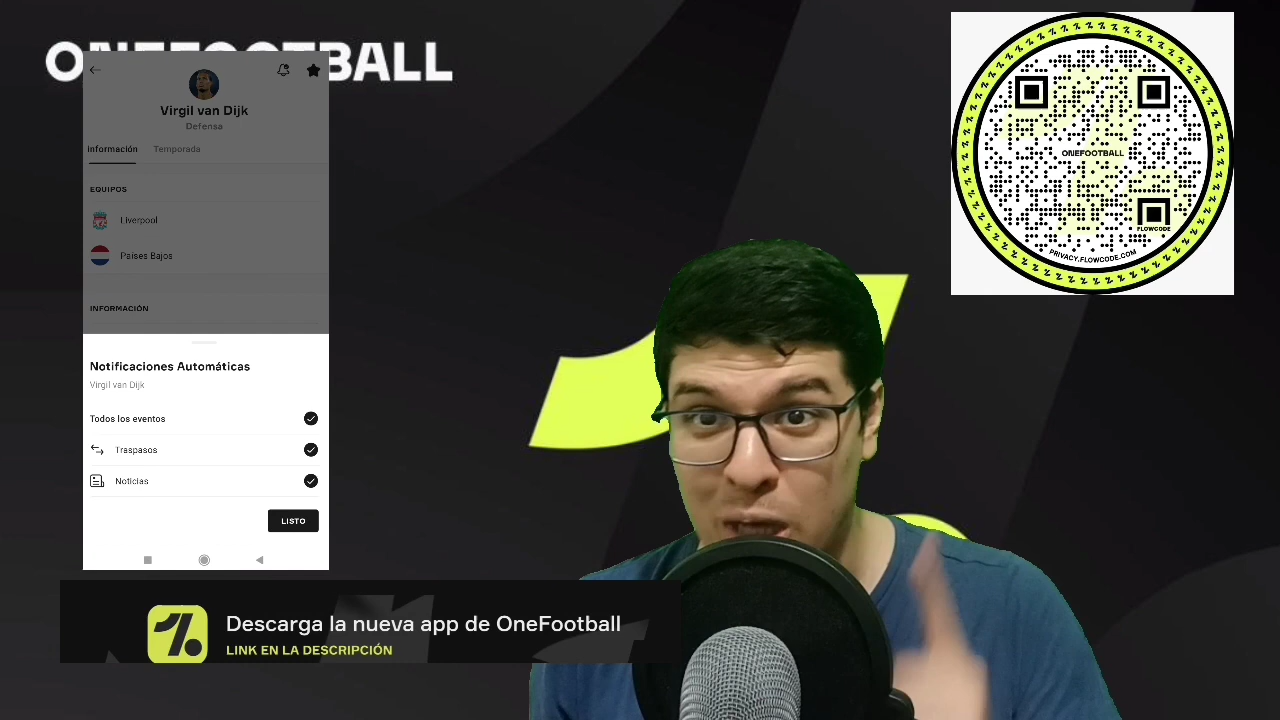 ONEFOOTBALL
Virgil van Dijk
Defensa
Información
Temporada
EQUIPOS
Liverpool
Países Bajos
INFORMACIÓN
Notificaciones Automáticas
Virgil van Dijk
Todos los eventos
Traspasos
Noticias
LISTO
ONEFOOTBALL
FLOWCODE
PRIVACY.FLOWCODE.COM
Descarga la nueva app de OneFootball
LINK EN LA DESCRIPCIÓN